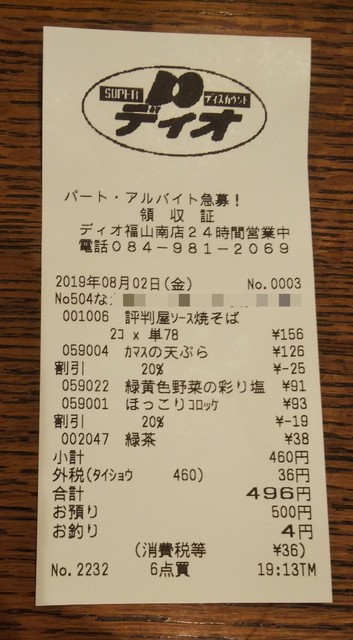 SUPER ディスカウント
ディオ
パート・アルバイト急募!
領収証
ディオ福山南店24時間営業中
電話084-981-2069
2019年08月02日(金) No.0003
No504な
001006 評判屋ソース焼そば
2コ x 単78 ¥156
059004 カマスの天ぷら ¥126
割引 20% ¥-25
059022 緑黄色野菜の彩り塩 ¥91
059001 ほっこりコロッケ ¥93
割引 20% ¥-19
002047 緑茶 ¥38
小計 460円
外税(タイショウ 460) 36円
合計 496円
お預り 500円
お釣り 4円
(消費税等 ¥36)
No.2232 6点買 19:13TM